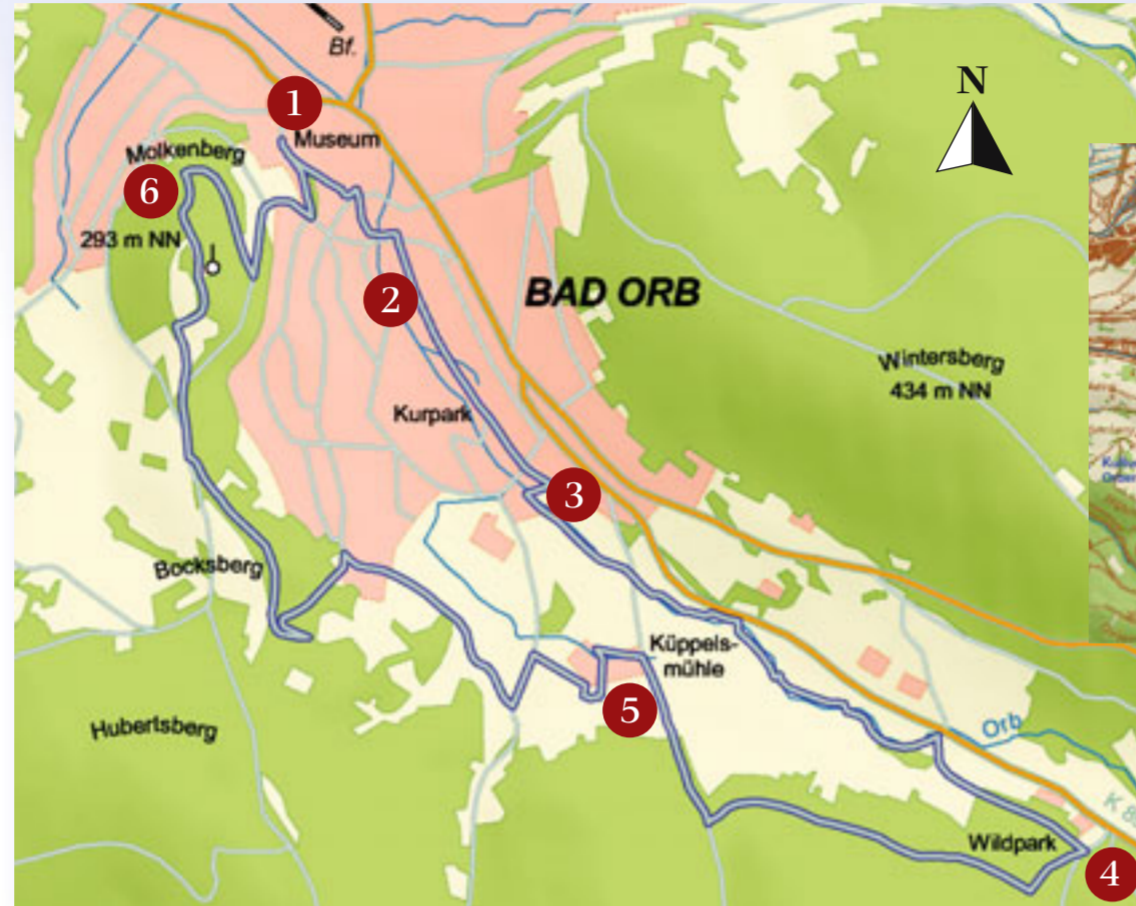 Bf.
N
1
Museum
Molkenberg
6
293 m NN
2
BAD ORB
Wintersberg
434 m NN
Kurpark
3
Bocksberg
Küppels-
mühle
5
Hubertsberg
Orb
K 8
Wildpark
4